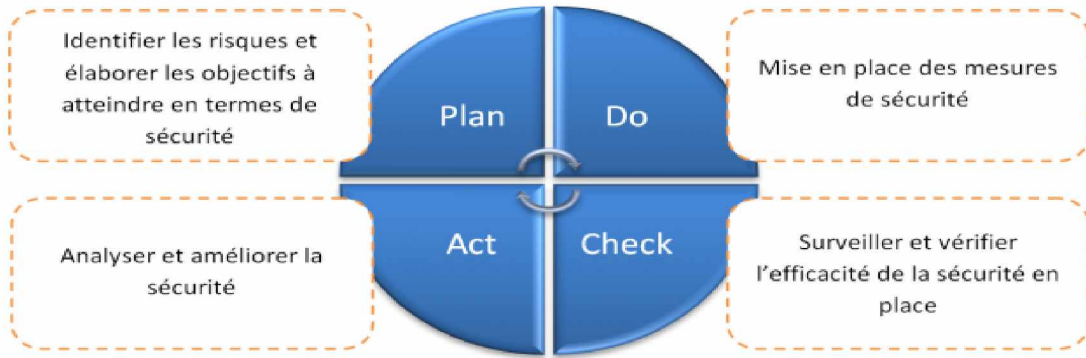 Identifier les risques et
élaborer les objectifs à
atteindre en termes de
sécurité
Plan
Do
Mise en place des mesures
de sécurité
Analyser et améliorer la
sécurité
Act
Check
Surveiller et vérifier
l'efficacité de la sécurité en
place